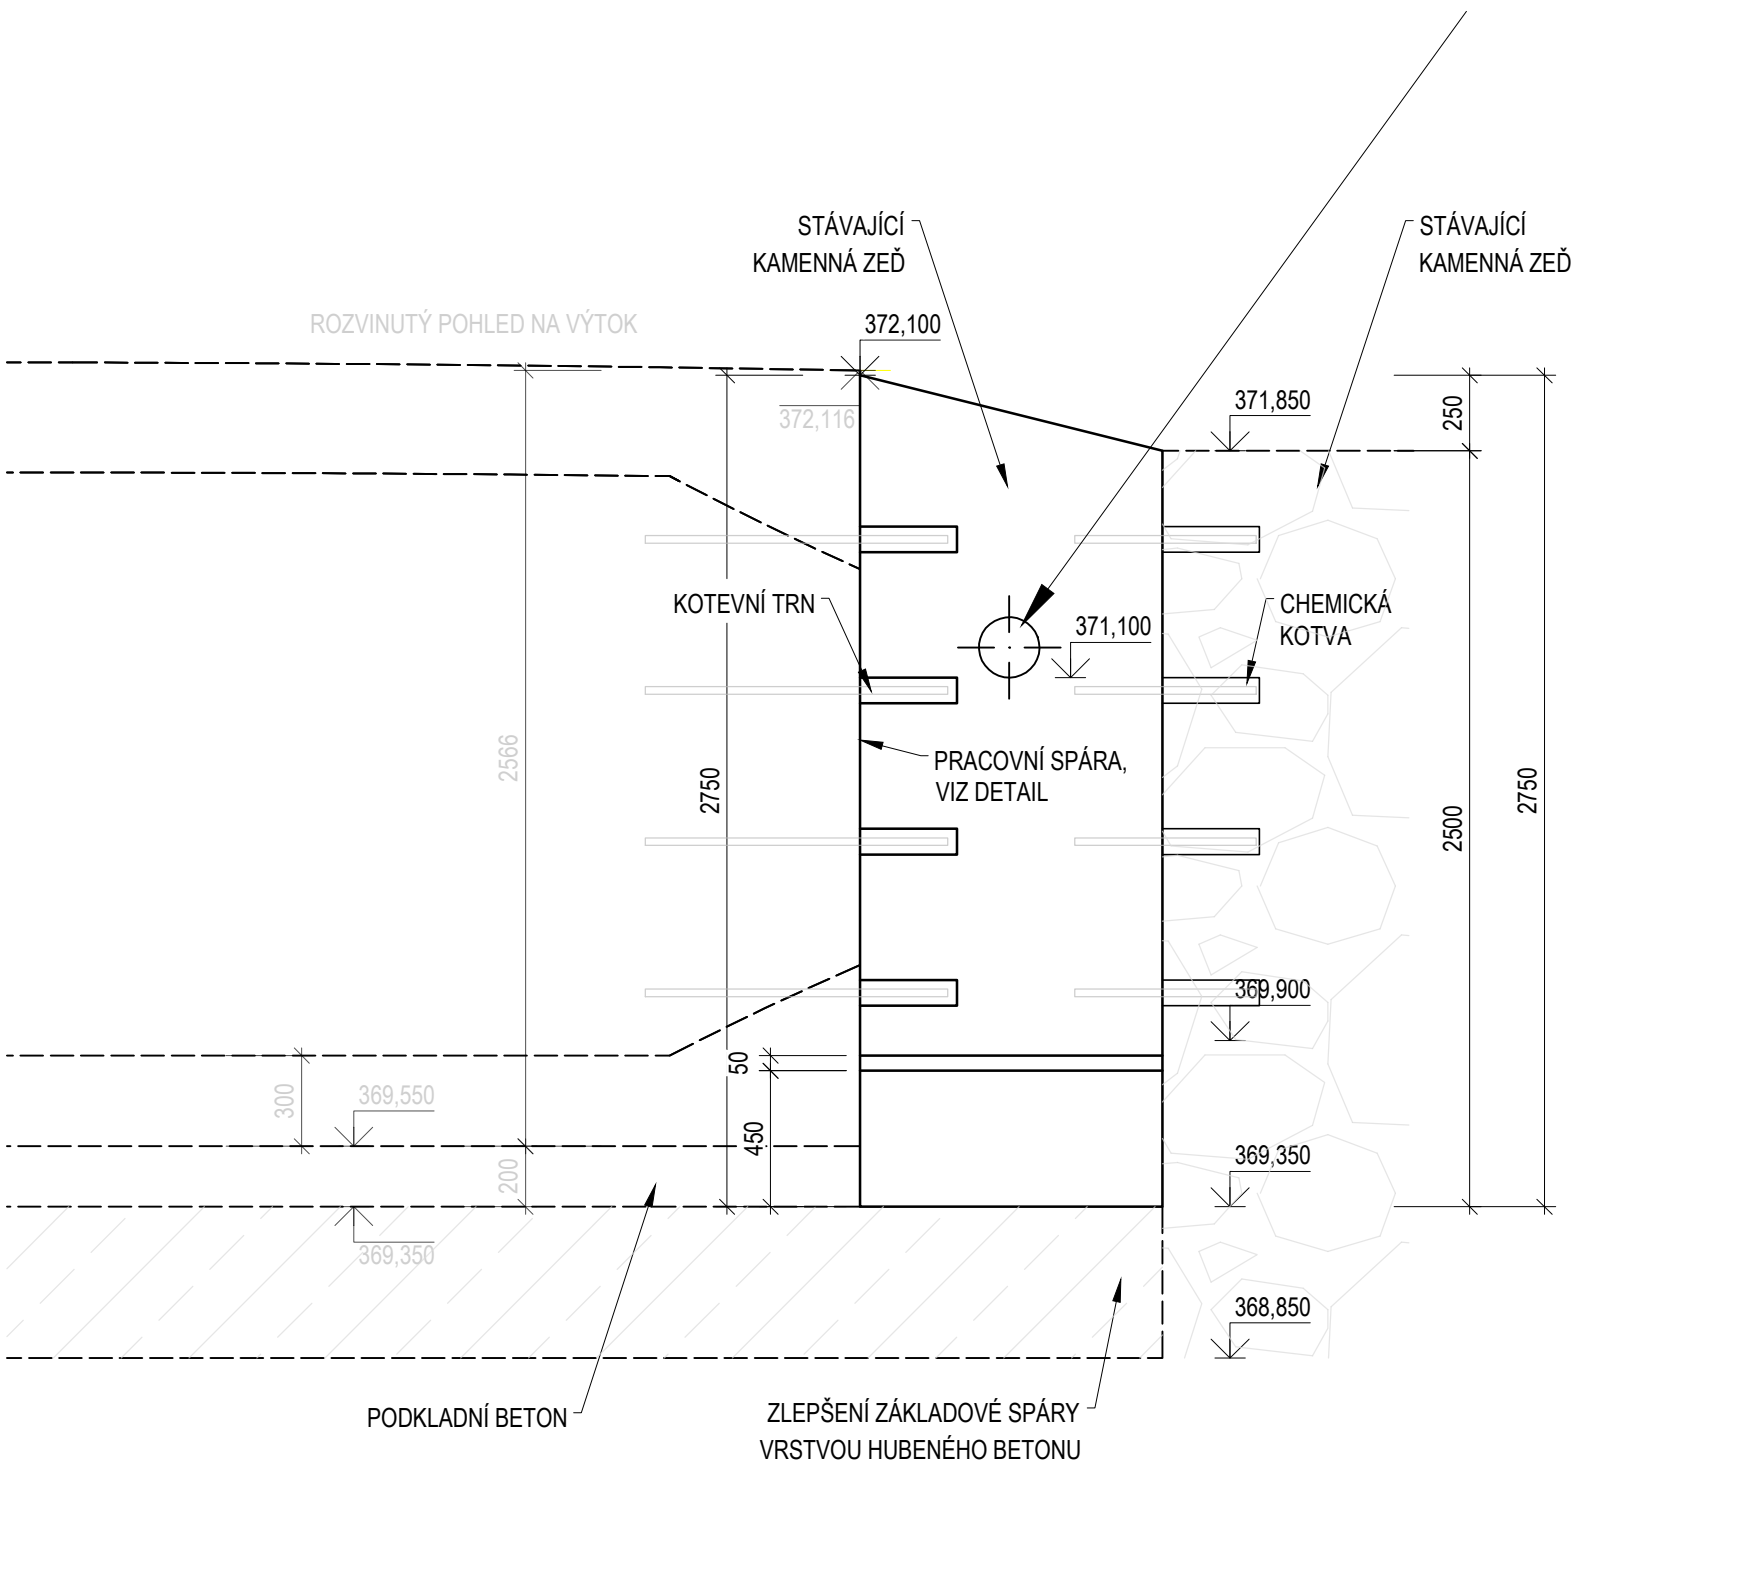 STÁVAJÍCÍ
KAMENNÁ ZEĎ
STÁVAJÍCÍ
KAMENNÁ ZEĎ
ROZVINUTÝ POHLED NA VÝTOK
372,100
371,850
250
372,116
KOTEVNÍ TRN
CHEMICKÁ
KOTVA
371,100
PRACOVNÍ SPÁRA,
VIZ DETAIL
2566
2750
2500
2750
369,900
50
300
369,550
450
369,350
200
369,350
368,850
PODKLADNÍ BETON
ZLEPŠENÍ ZÁKLADOVÉ SPÁRY
VRSTVOU HUBENÉHO BETONU